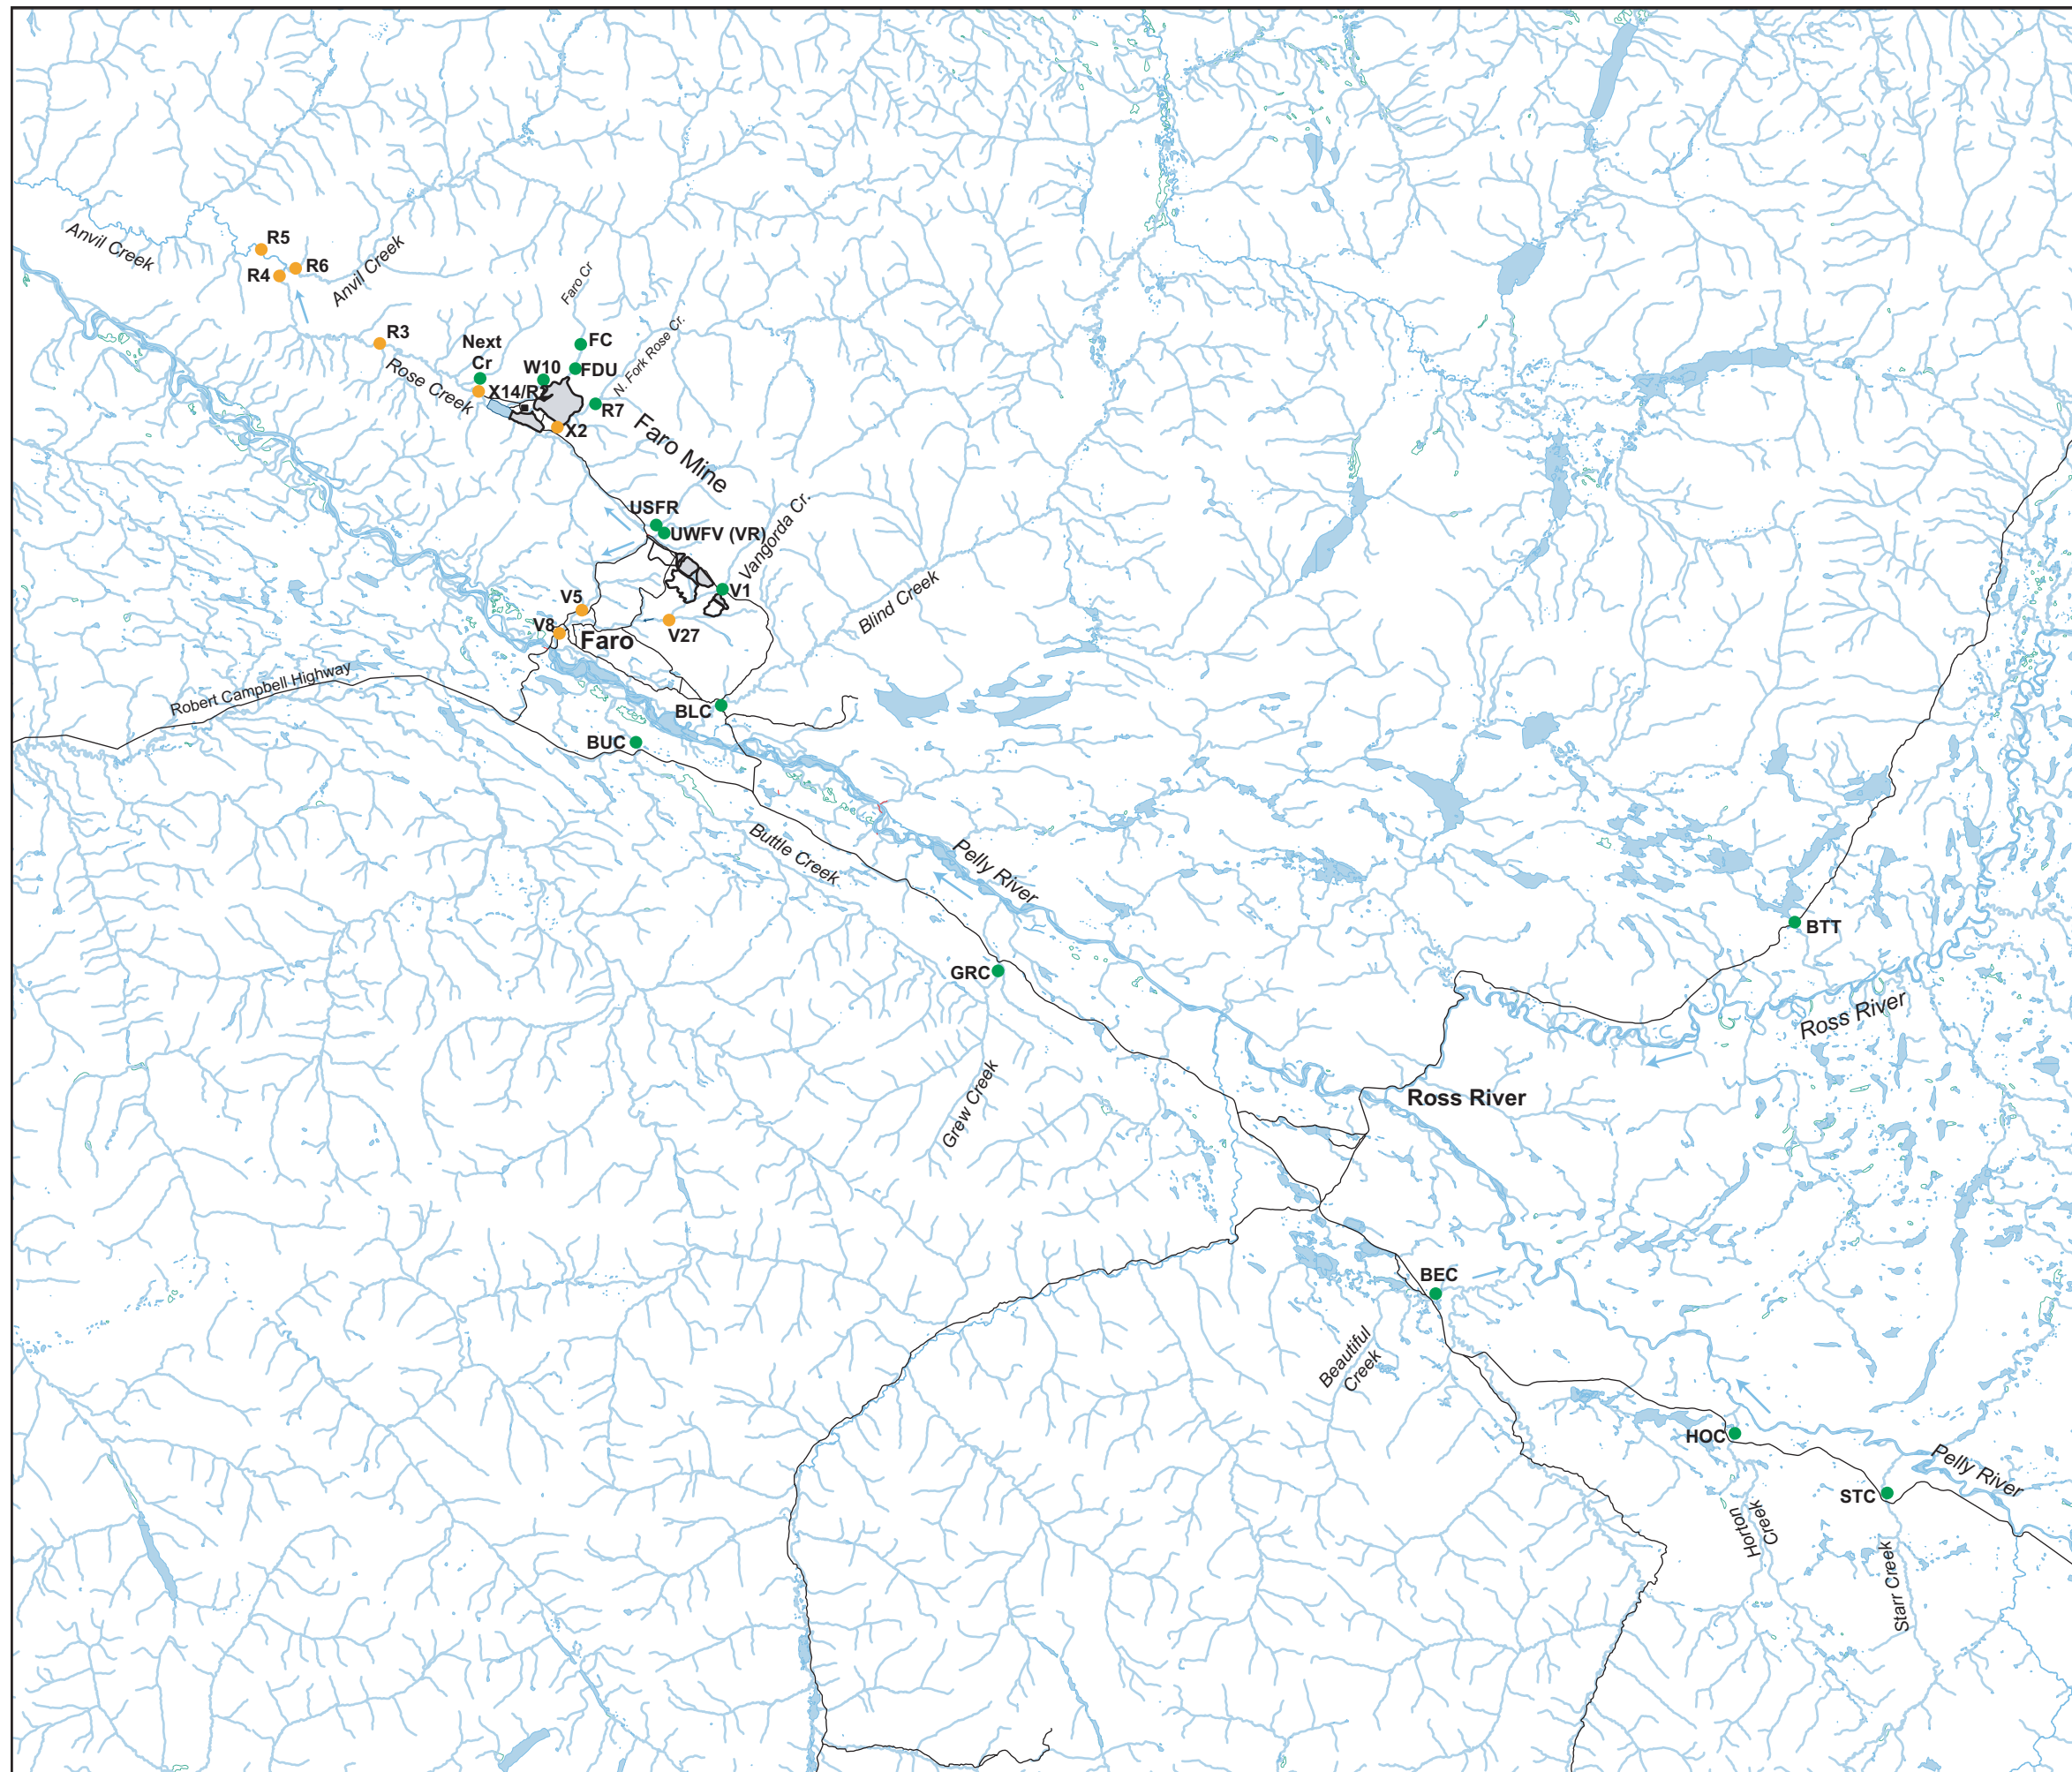 Anvil Creek
R5
R6
R4
Anvil Creek
Faro Cr
R3
Next
Cr
FC
N. Fork Rose Cr.
Rose Creek
W10
FDU
X14/R2
R7
X2
Faro Mine
USFR
UWFV (VR)
Vangorda Cr.
V1
Blind Creek
V5
V8
Faro
V27
Robert Campbell Highway
BLC
BUC
Buttle Creek
Pelly River
BTT
GRC
Ross River
Grew Creek
Ross River
BEC
Beautiful
Creek
HOC
Pelly River
STC
Horton
Creek
Starr Creek